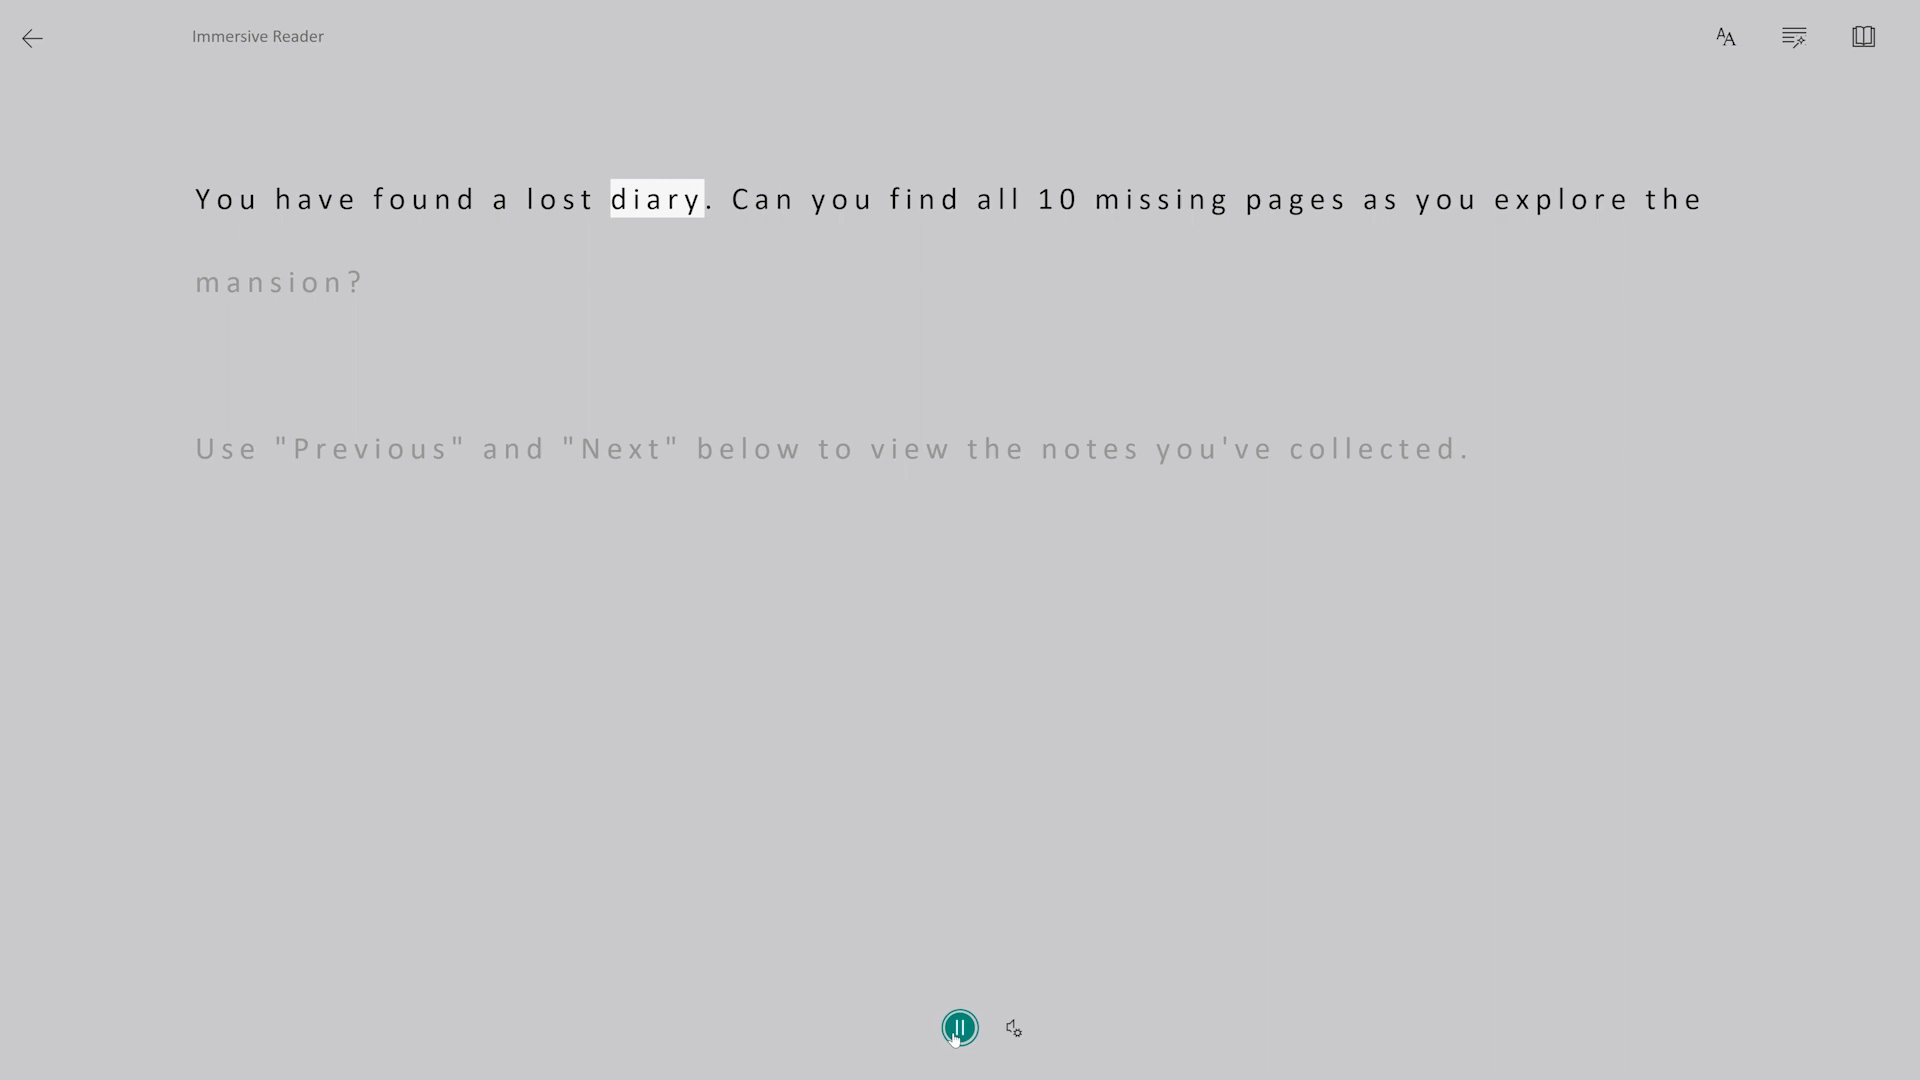 Immersive Reader
You have found a lost diary. Can you find all 10 missing pages as you explore the
mansion?
Use "Previous" and "Next" below to view the notes you've collected.